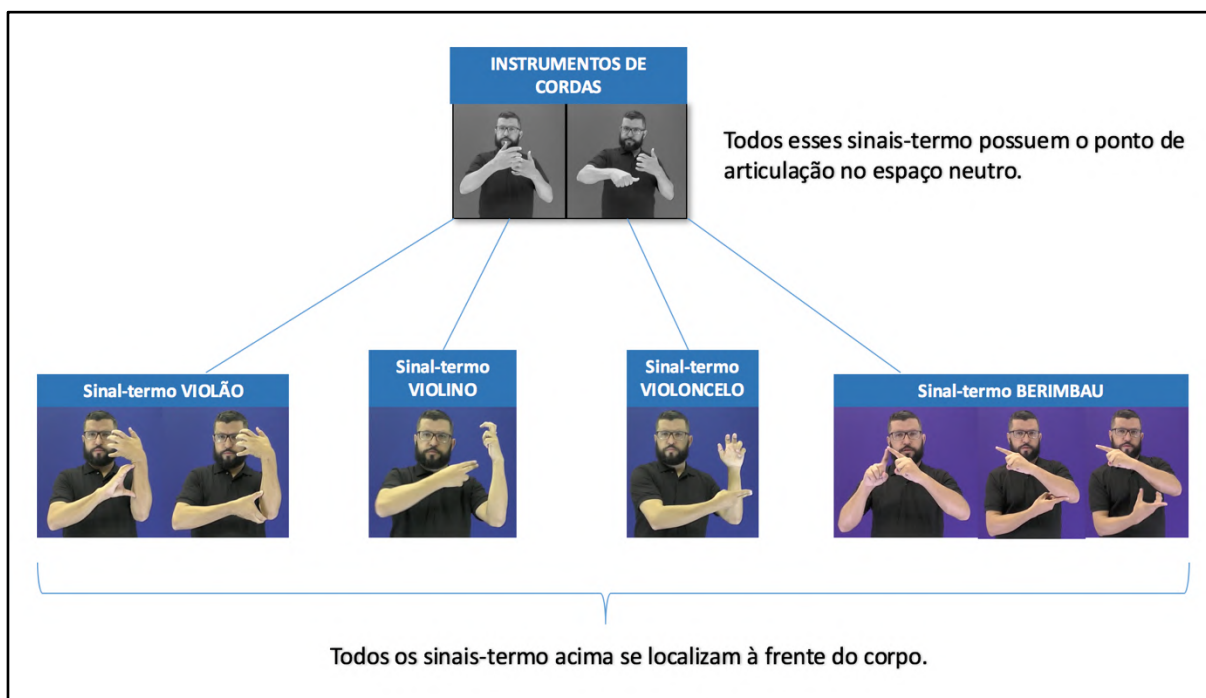 INSTRUMENTOS DE
CORDAS
Todos esses sinais-termo possuem o ponto de
articulação no espaço neutro.
Sinal-termo VIOLÃO
Sinal-termo
VIOLINO
Sinal-termo
VIOLONCELO
Sinal-termo BERIMBAU
Todos os sinais-termo acima se localizam à frente do corpo.